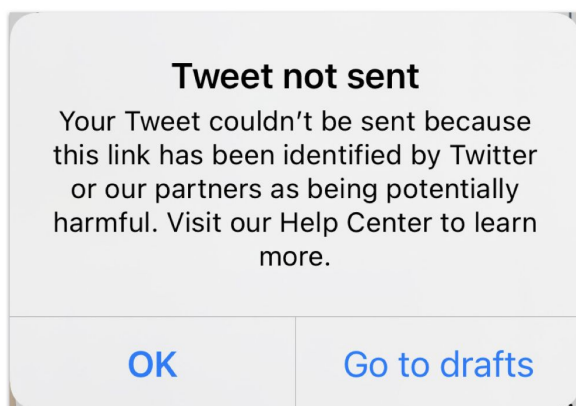 Tweet not sent
Your Tweet couldn’t be sent because
this link has been identified by Twitter
or our partners as being potentially
harmful. Visit our Help Center to learn
more.
OK
Go to drafts